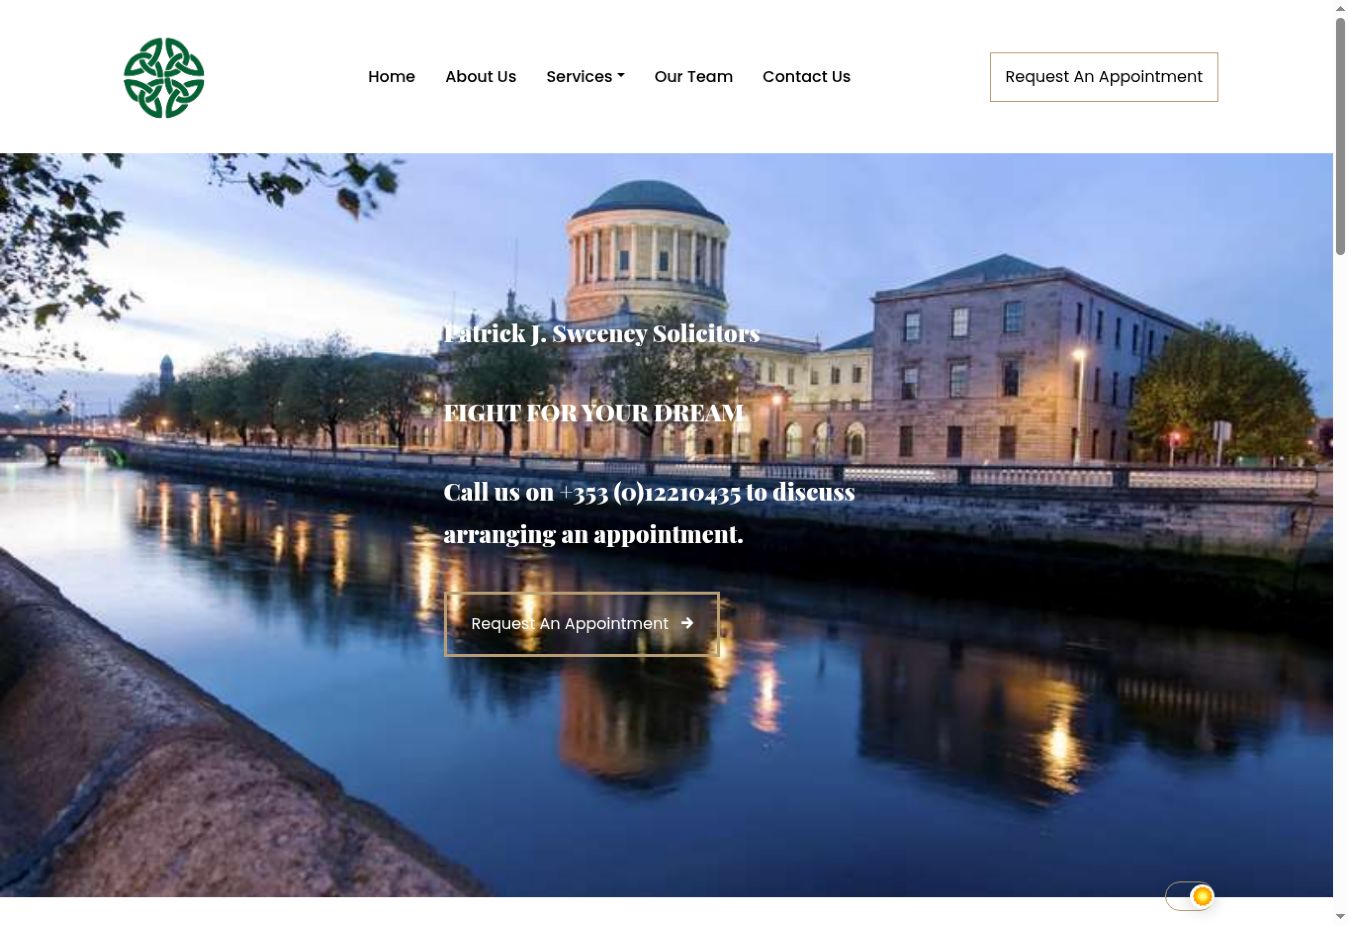 Home
About Us
Services
Our Team
Contact Us
Request An Appointment
Patrick J. Sweeney Solicitors
FIGHT FOR YOUR DREAM
Call us on +353 (0)12210435 to discuss
arranging an appointment.
Request An Appointment